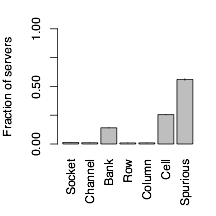 Fraction of servers
1.00
0.50
0.00
Socket
Channel
Bank
Row
Column
Cell
Spurious